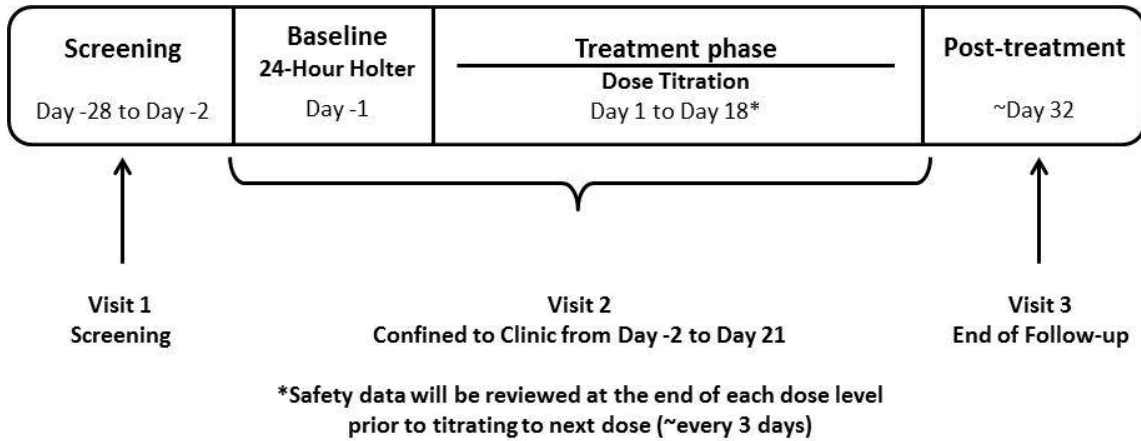 Screening
Day -28 to Day -2
Baseline
24-Hour Holter
Day -1
Treatment phase
Dose Titration
Day 1 to Day 18*
Post-treatment
~Day 32
Visit 1
Screening
Visit 2
Confined to Clinic from Day -2 to Day 21
Visit 3
End of Follow-up
*Safety data will be reviewed at the end of each dose level
prior to titrating to next dose (~every 3 days)